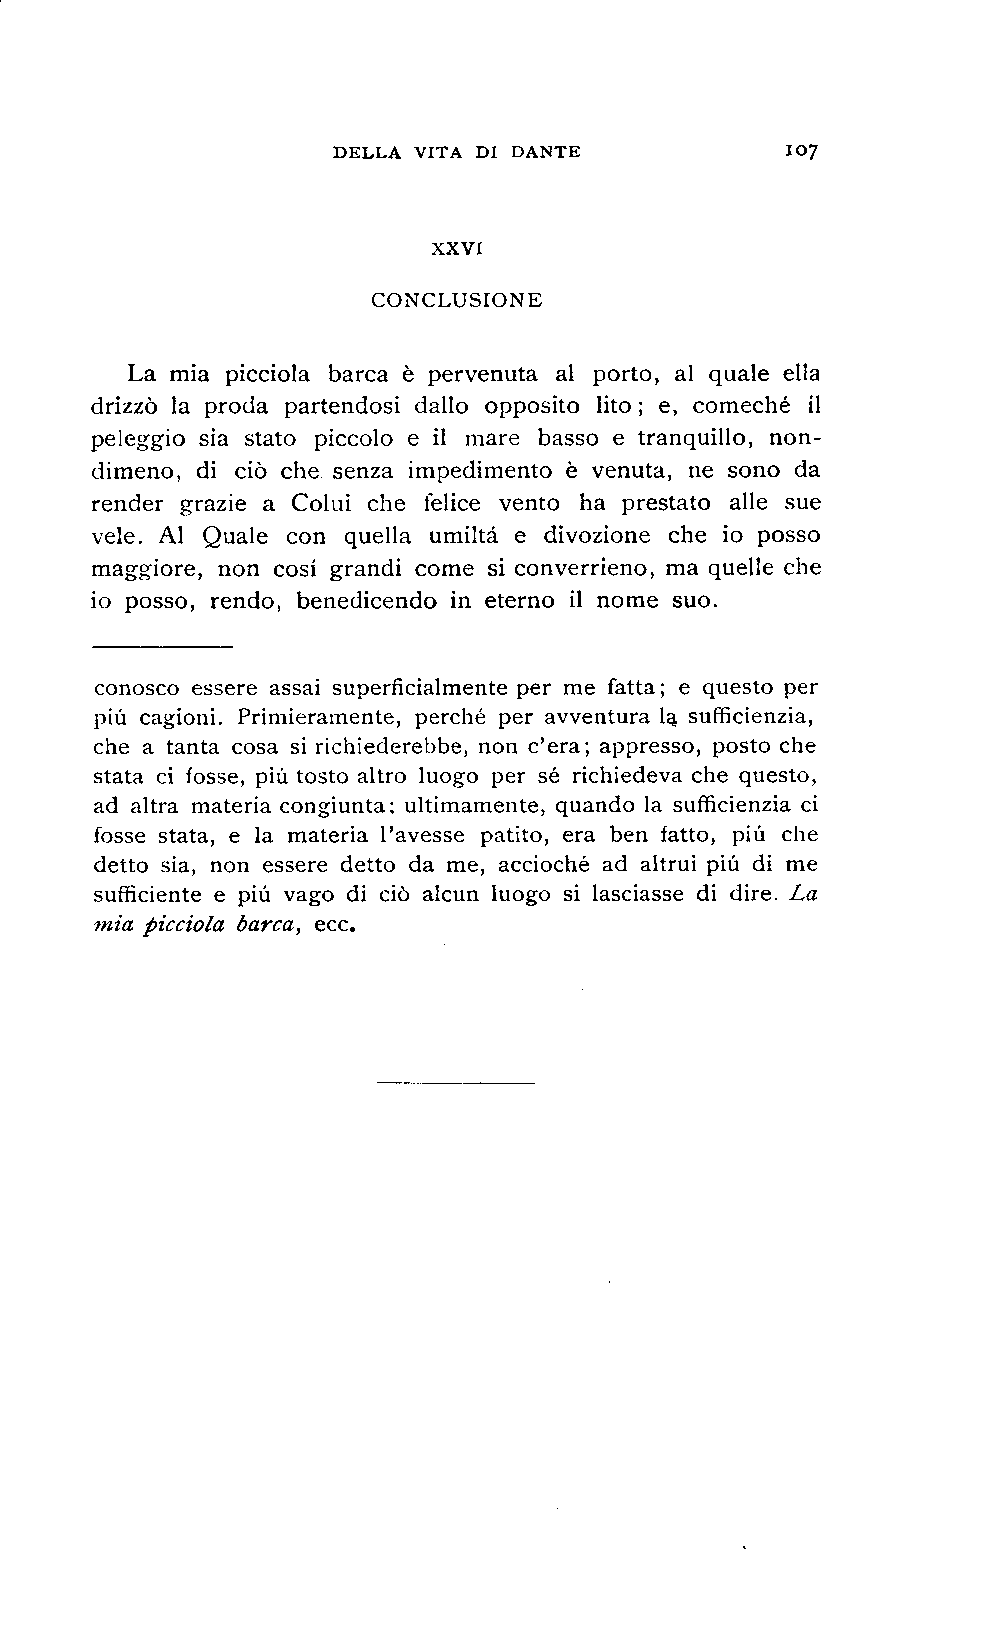 DELLA VITA DI DANTE 107
XXVI
CONCLUSIONE
La mia picciola barca è pervenuta al porto, al quale ella
drizzò la proda partendosi dallo opposito lito; e, comeché il
peleggio sia stato piccolo e il mare basso e tranquillo, non-
dimeno, di ciò che senza impedimento è venuta, ne sono da
render grazie a Colui che felice vento ha prestato alle sue
vele. Al Quale con quella umiltá e divozione che io posso
maggiore, non cosí grandi come si converrieno, ma quelle che
io posso, rendo, benedicendo in eterno il nome suo.
conosco essere assai superficialmente per me fatta; e questo per
piú cagioni. Primieramente, perché per avventura la sufficienzia,
che a tanta cosa si richiederebbe, non c'era; appresso, posto che
stata ci fosse, piú tosto altro luogo per sé richiedeva che questo,
ad altra materia congiunta; ultimamente, quando la sufficienzia ci
fosse stata, e la materia l'avesse patito, era ben fatto, piú che
detto sia, non essere detto da me, accioché ad altrui piú di me
sufficiente e piú vago di ciò alcun luogo si lasciasse di dire. La
mia picciola barca, ecc.